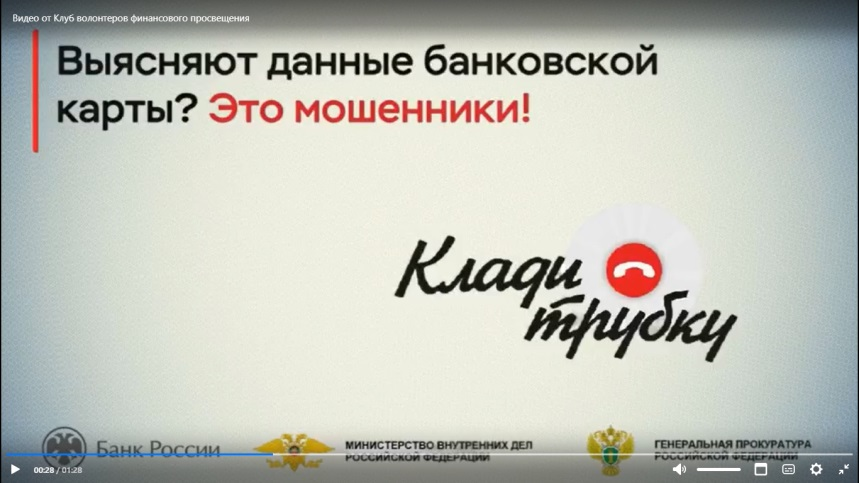 Видео от Клуб волонтеров финансового просвещения
Выясняют данные банковской
карты? Это мошенники!
Клади
трубку
Банк России
МИНИСТЕРСТВО ВНУТРЕННИХ ДЕЛ
РОССИЙСКОЙ ФЕДЕРАЦИИ
ГЕНЕРАЛЬНАЯ ПРОКУРАТУРА
РОССИЙСКОЙ ФЕДЕРАЦИИ
00:28 / 01:28